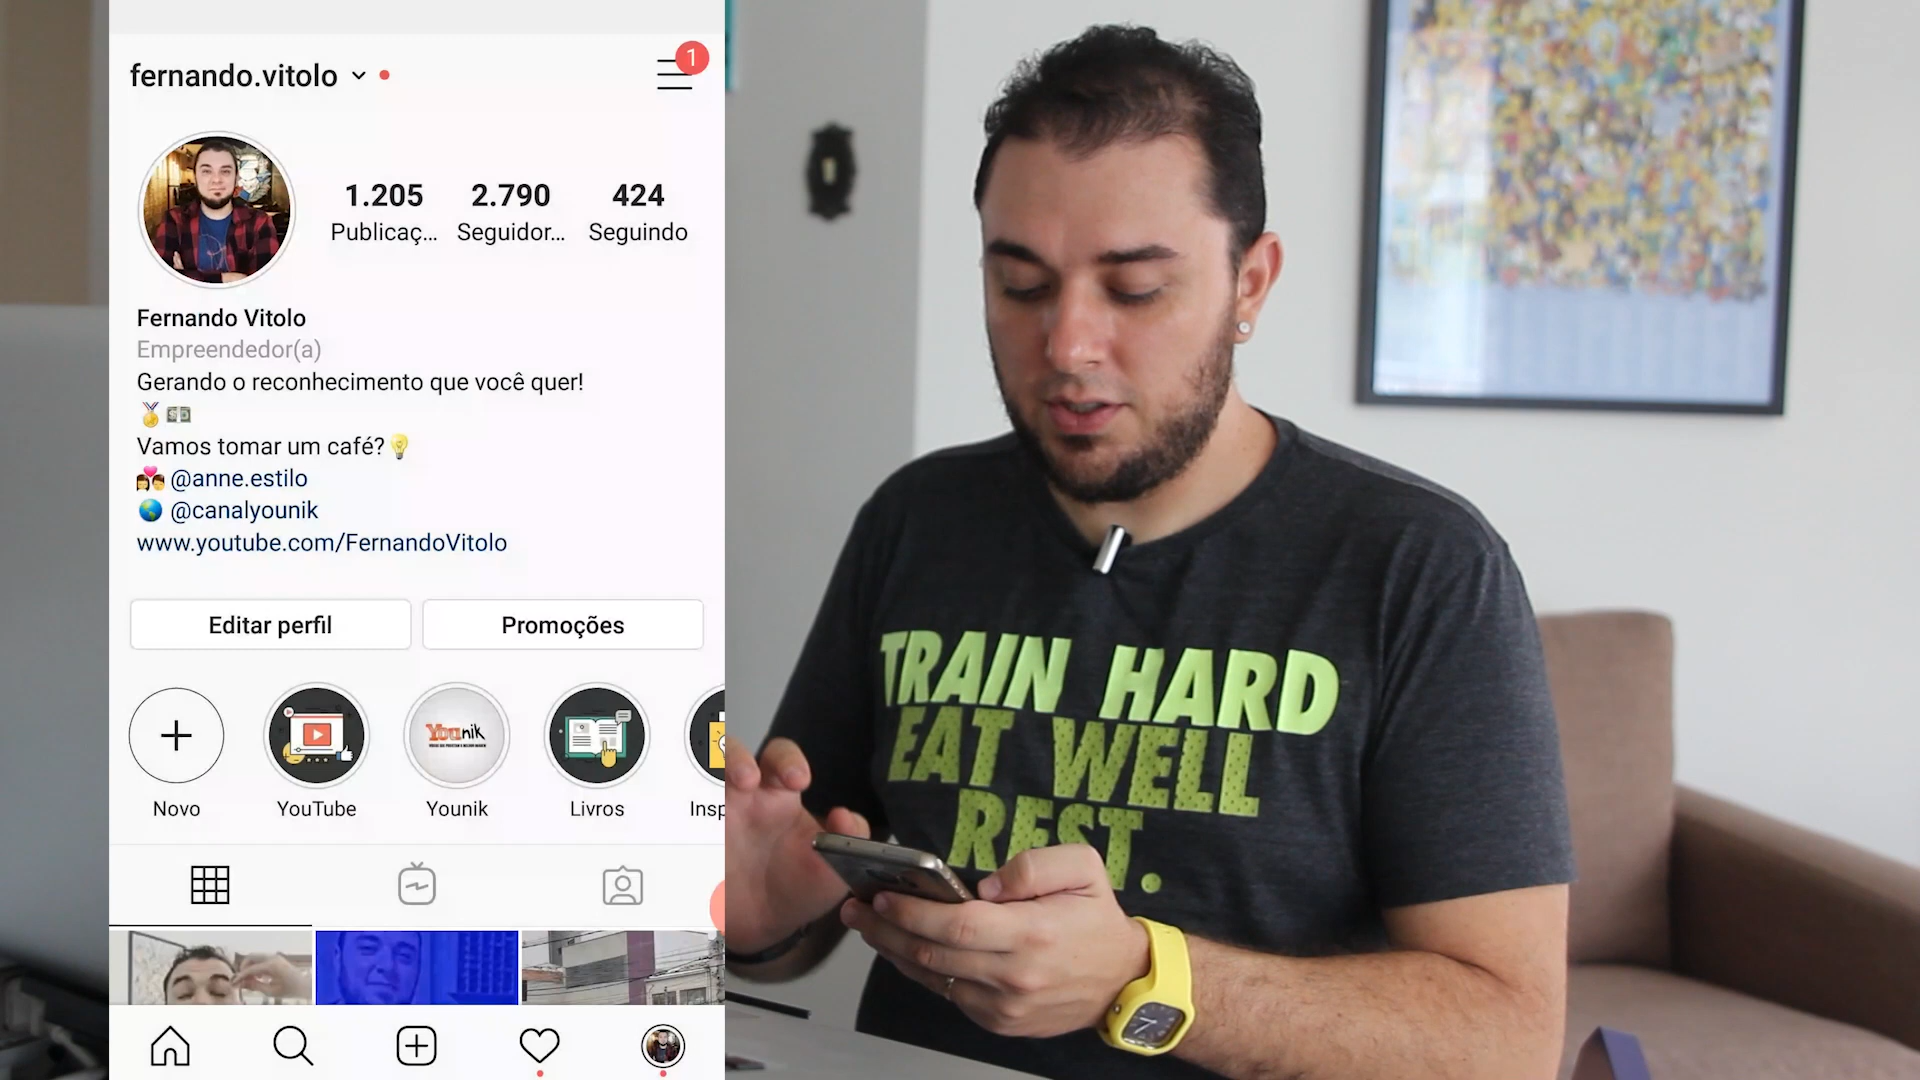 fernando.vitolo
1
1.205 2.790 424
Publicaç... Seguidor... Seguindo
Fernando Vitolo
Empreendedor(a)
Gerando o reconhecimento que você quer!
🏅💵
Vamos tomar um café?💡
💏 @anne.estilo
🌎 @canalyounik
www.youtube.com/FernandoVitolo
Editar perfil Promoções
Younik
Novo YouTube Younik Livros Insp
TRAIN HARD
EAT WELL
REST.